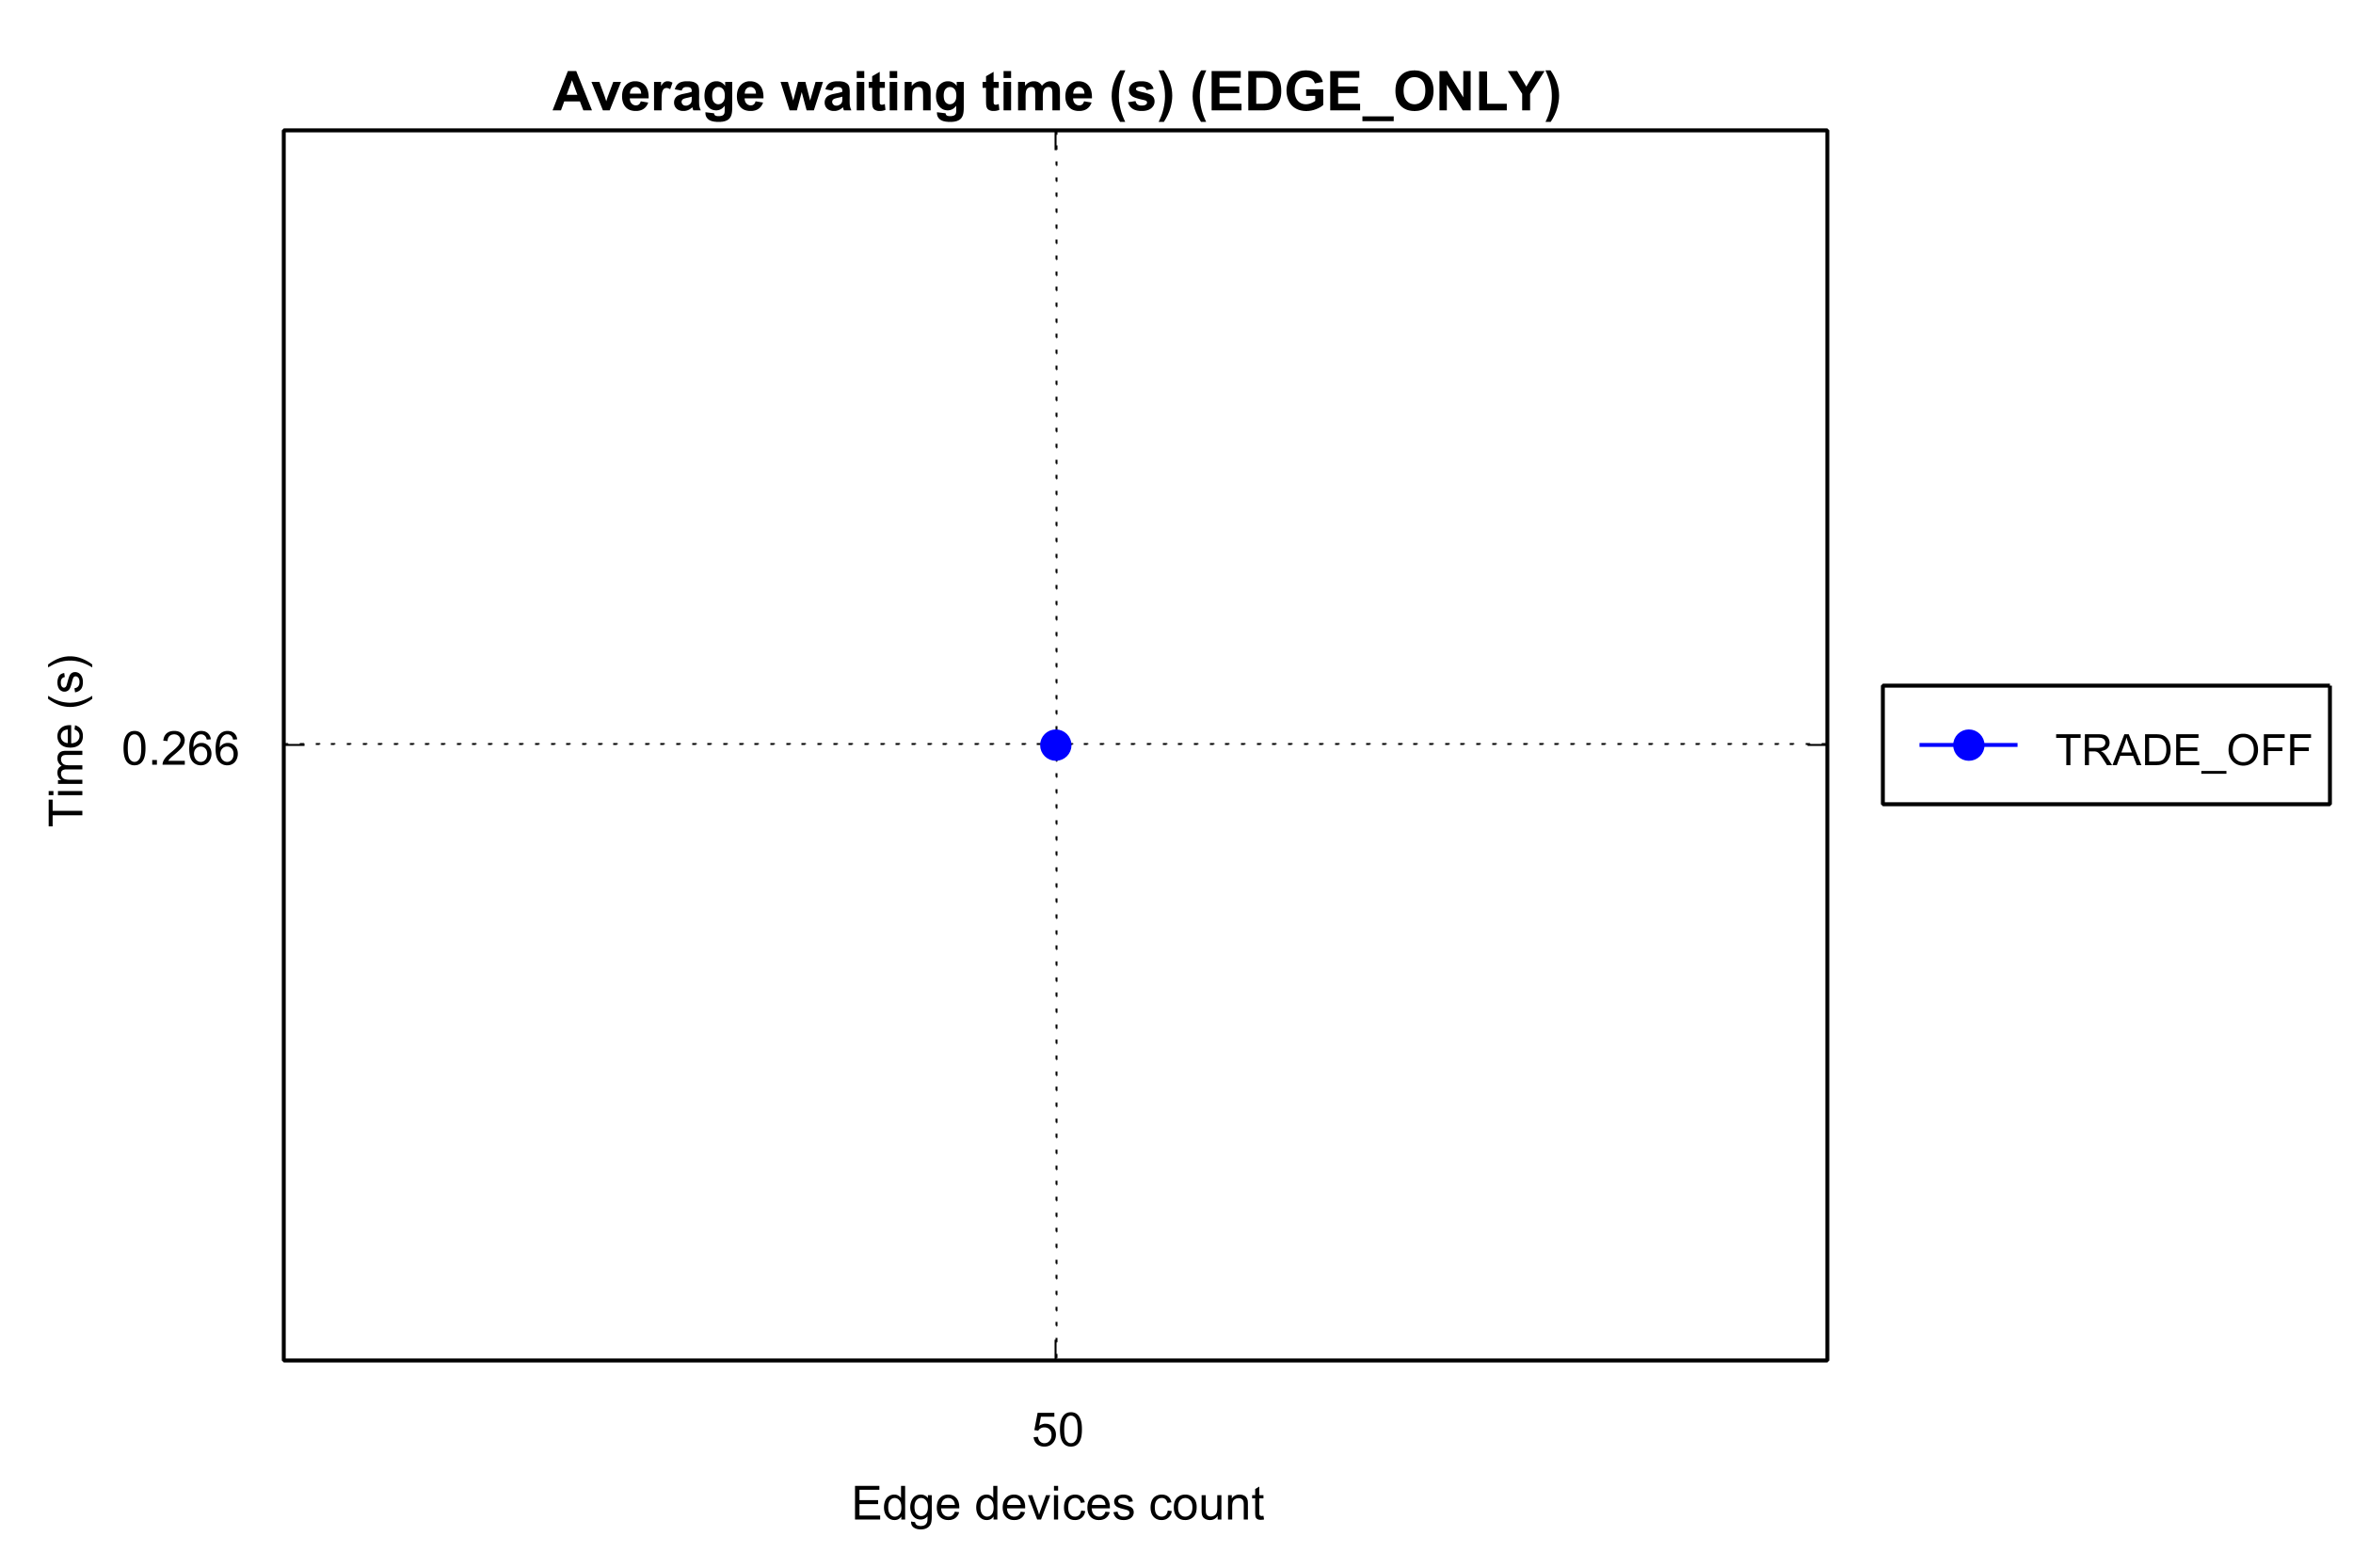 Average waiting time (s) (EDGE_ONLY)
Time (s)
0.266
TRADE_OFF
50
Edge devices count